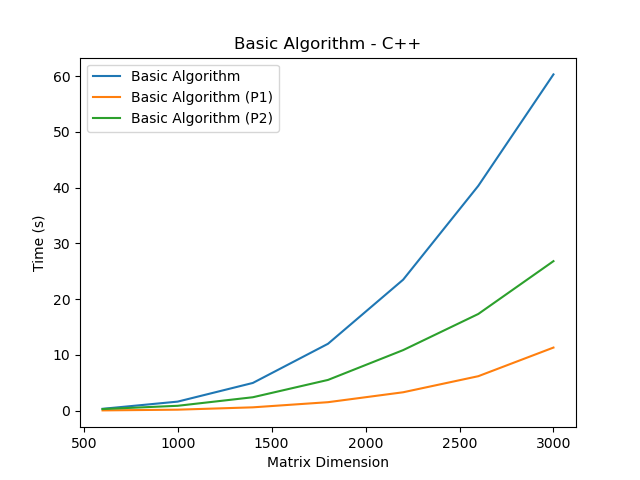 Basic Algorithm - C++
Basic Algorithm
Basic Algorithm (P1)
Basic Algorithm (P2)
Time (s)
60
50
40
30
20
10
0
500 1000 1500 2000 2500 3000
Matrix Dimension